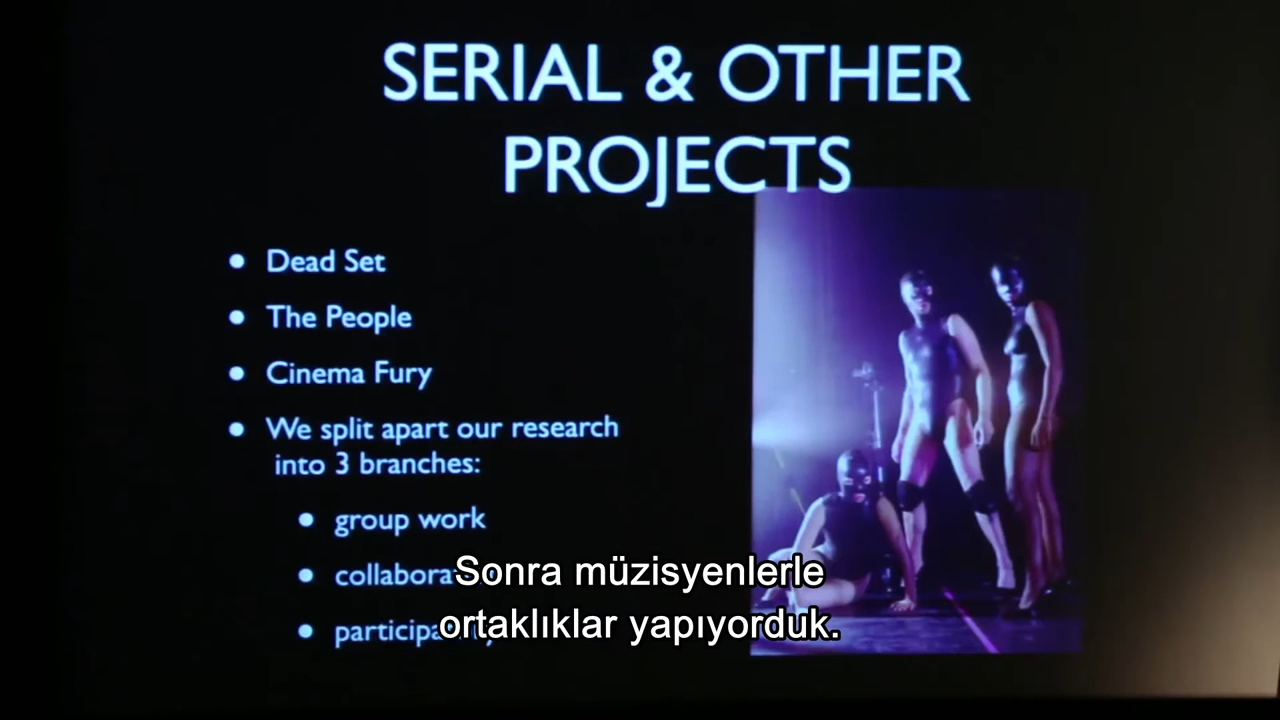 SERIAL & OTHER
PROJECTS
• Dead Set
• The People
• Cinema Fury
• We split apart our research
into 3 branches:
• group work
•
•
Sonra müzisyenlerle
ortaklıklar yapıyorduk.